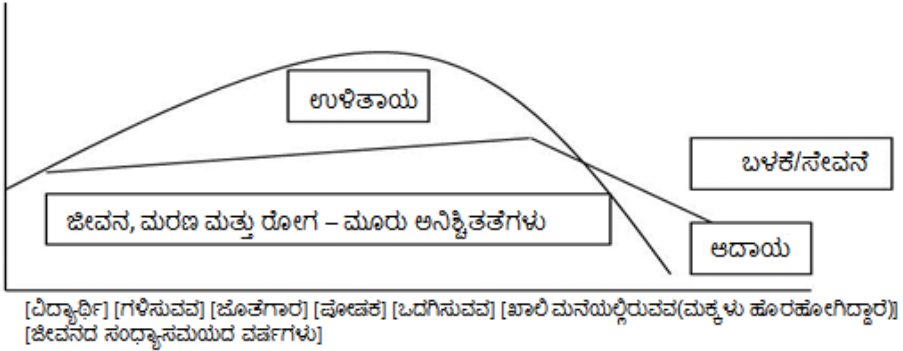 ಉಳಿತಾಯ
ಬಳಕೆ/ಸೇವನೆ
ಜೀವನ, ಮರಣ ಮತ್ತು ರೋಗ – ಮೂರು ಅನಿಶ್ಚಿತತೆಗಳು
ಆದಾಯ
[ವಿದ್ಯಾರ್ಥಿ] [ಗಳಿಸುವವ] [ಜೊತೆಗಾರ] [ಪೋಷಕ] [ಒದಗಿಸುವವ] [ಖಾಲಿ ಮನೆಯಲ್ಲಿರುವವ(ಮಕ್ಕಳು ಹೊರಹೋಗಿದ್ದಾರೆ)]
[ಜೀವನದ ಸಂಧ್ಯಾಸಮಯದ ವರ್ಷಗಳು]